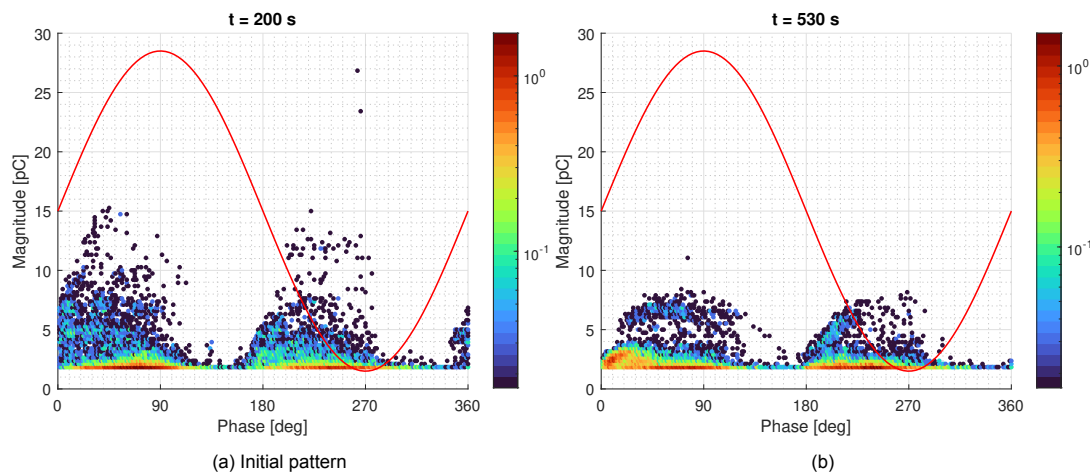 t = 200 s
30
25
20
15
10
5
0
Magnitude [pC]
0 90 180 270 360
Phase [deg]
10^0
10^-1
(a) Initial pattern
t = 530 s
30
25
20
15
10
5
0
Magnitude [pC]
0 90 180 270 360
Phase [deg]
10^0
10^-1
(b)